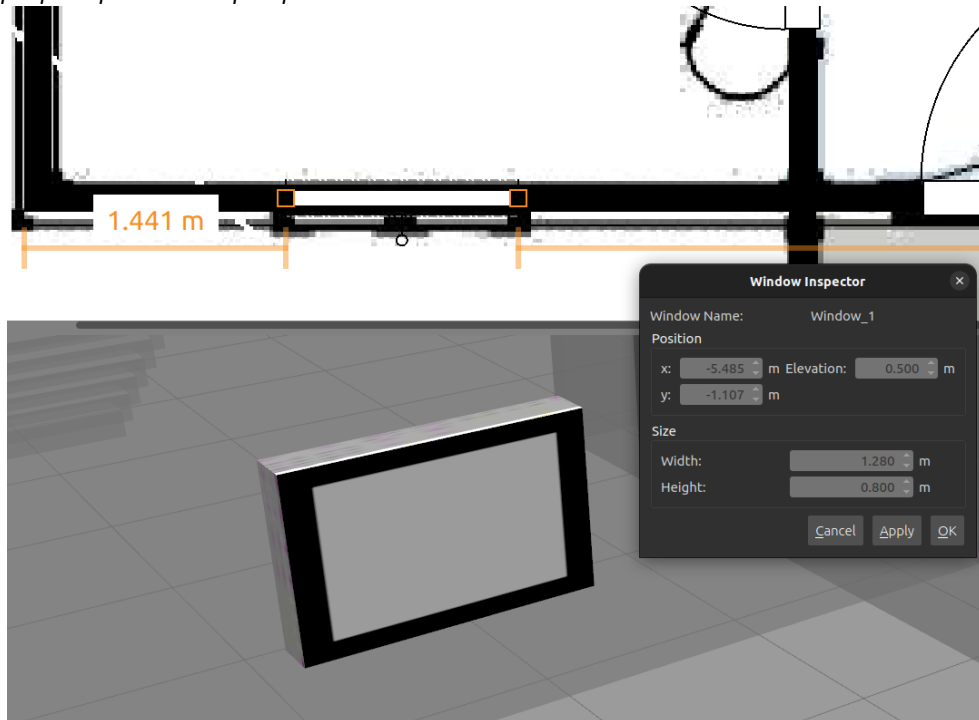 1.441 m
Window Inspector
Window Name: Window_1
Position
x: -5.485 m Elevation: 0.500 m
y: -1.107 m
Size
Width: 1.280 m
Height: 0.800 m
Cancel Apply OK